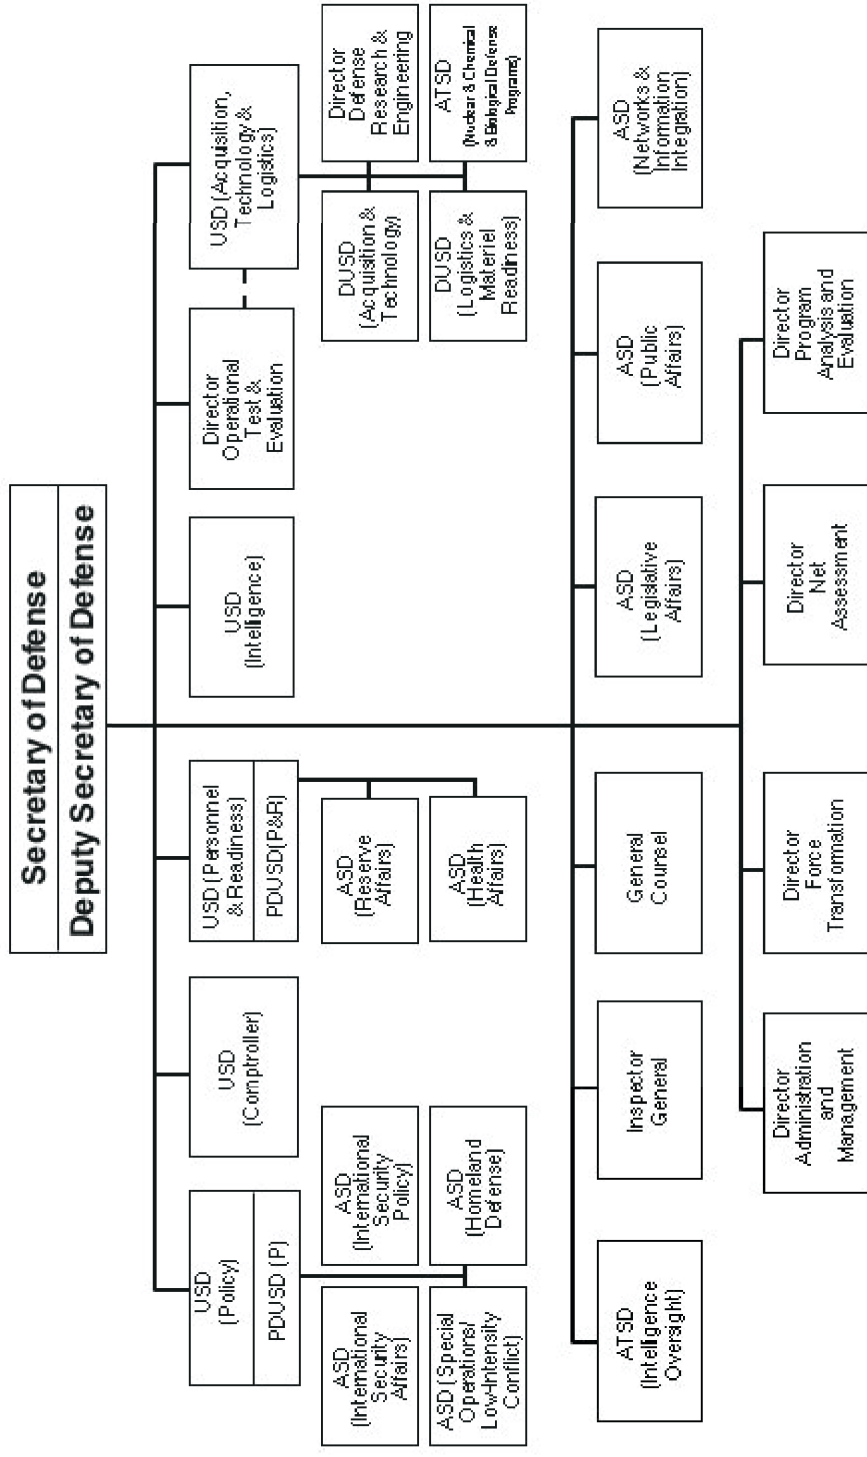 Secretary of Defense
Deputy Secretary of Defense
USD
(Policy)
PDUSD (P)
USD
(Comptroller)
USD (Personnel
& Readiness)
PDUSD(P&R)
USD
(Intelligence)
Director
Operational
Test &
Evaluation
USD (Acquisition,
Technology &
Logistics)
ASD
(International
Security
Affairs)
ASD
(International
Security
Policy)
ASD
(Reserve
Affairs)
DUSD
(Acquisition &
Technology)
Director
Defense
Research &
Engineering
ASD (Special
Operations/
Low-Intensity
Conflict)
ASD
(Homeland
Defense)
ASD
(Health
Affairs)
DUSD
(Logistics &
Materiel
Readiness)
ATSD
(Nuclear & Chemical
& Biological Defense
Programs)
ATSD
(Intelligence
Oversight)
Inspector
General
General
Counsel
ASD
(Legislative
Affairs)
ASD
(Public
Affairs)
ASD
(Networks &
Information
Integration)
Director
Administration
and
Management
Director
Force
Transformation
Director
Net
Assessment
Director
Program
Analysis and
Evaluation